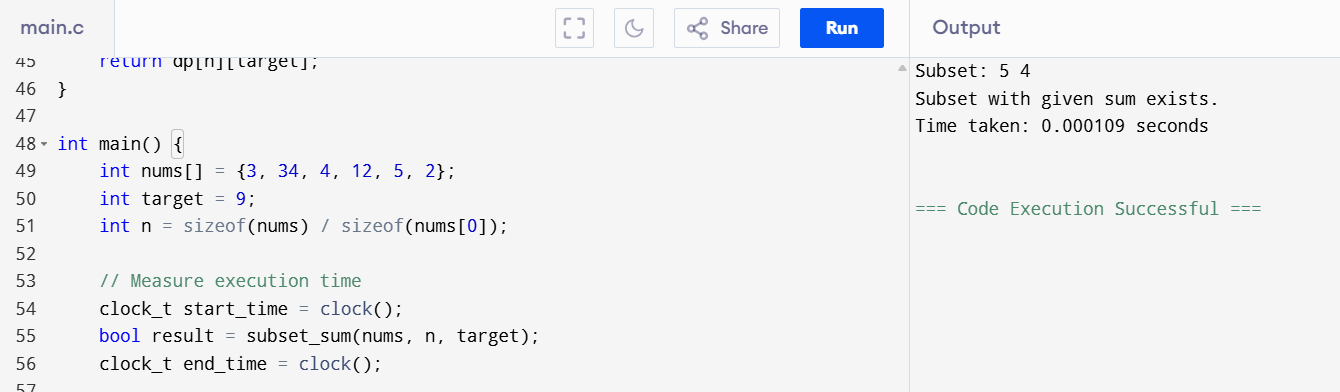 main.c
Share
Run
Output
45     return dp[n][target];
46 }
47
48 int main() {
49     int nums[] = {3, 34, 4, 12, 5, 2};
50     int target = 9;
51     int n = sizeof(nums) / sizeof(nums[0]);
52
53     // Measure execution time
54     clock_t start_time = clock();
55     bool result = subset_sum(nums, n, target);
56     clock_t end_time = clock();
57
Subset: 5 4
Subset with given sum exists.
Time taken: 0.000109 seconds
=== Code Execution Successful ===